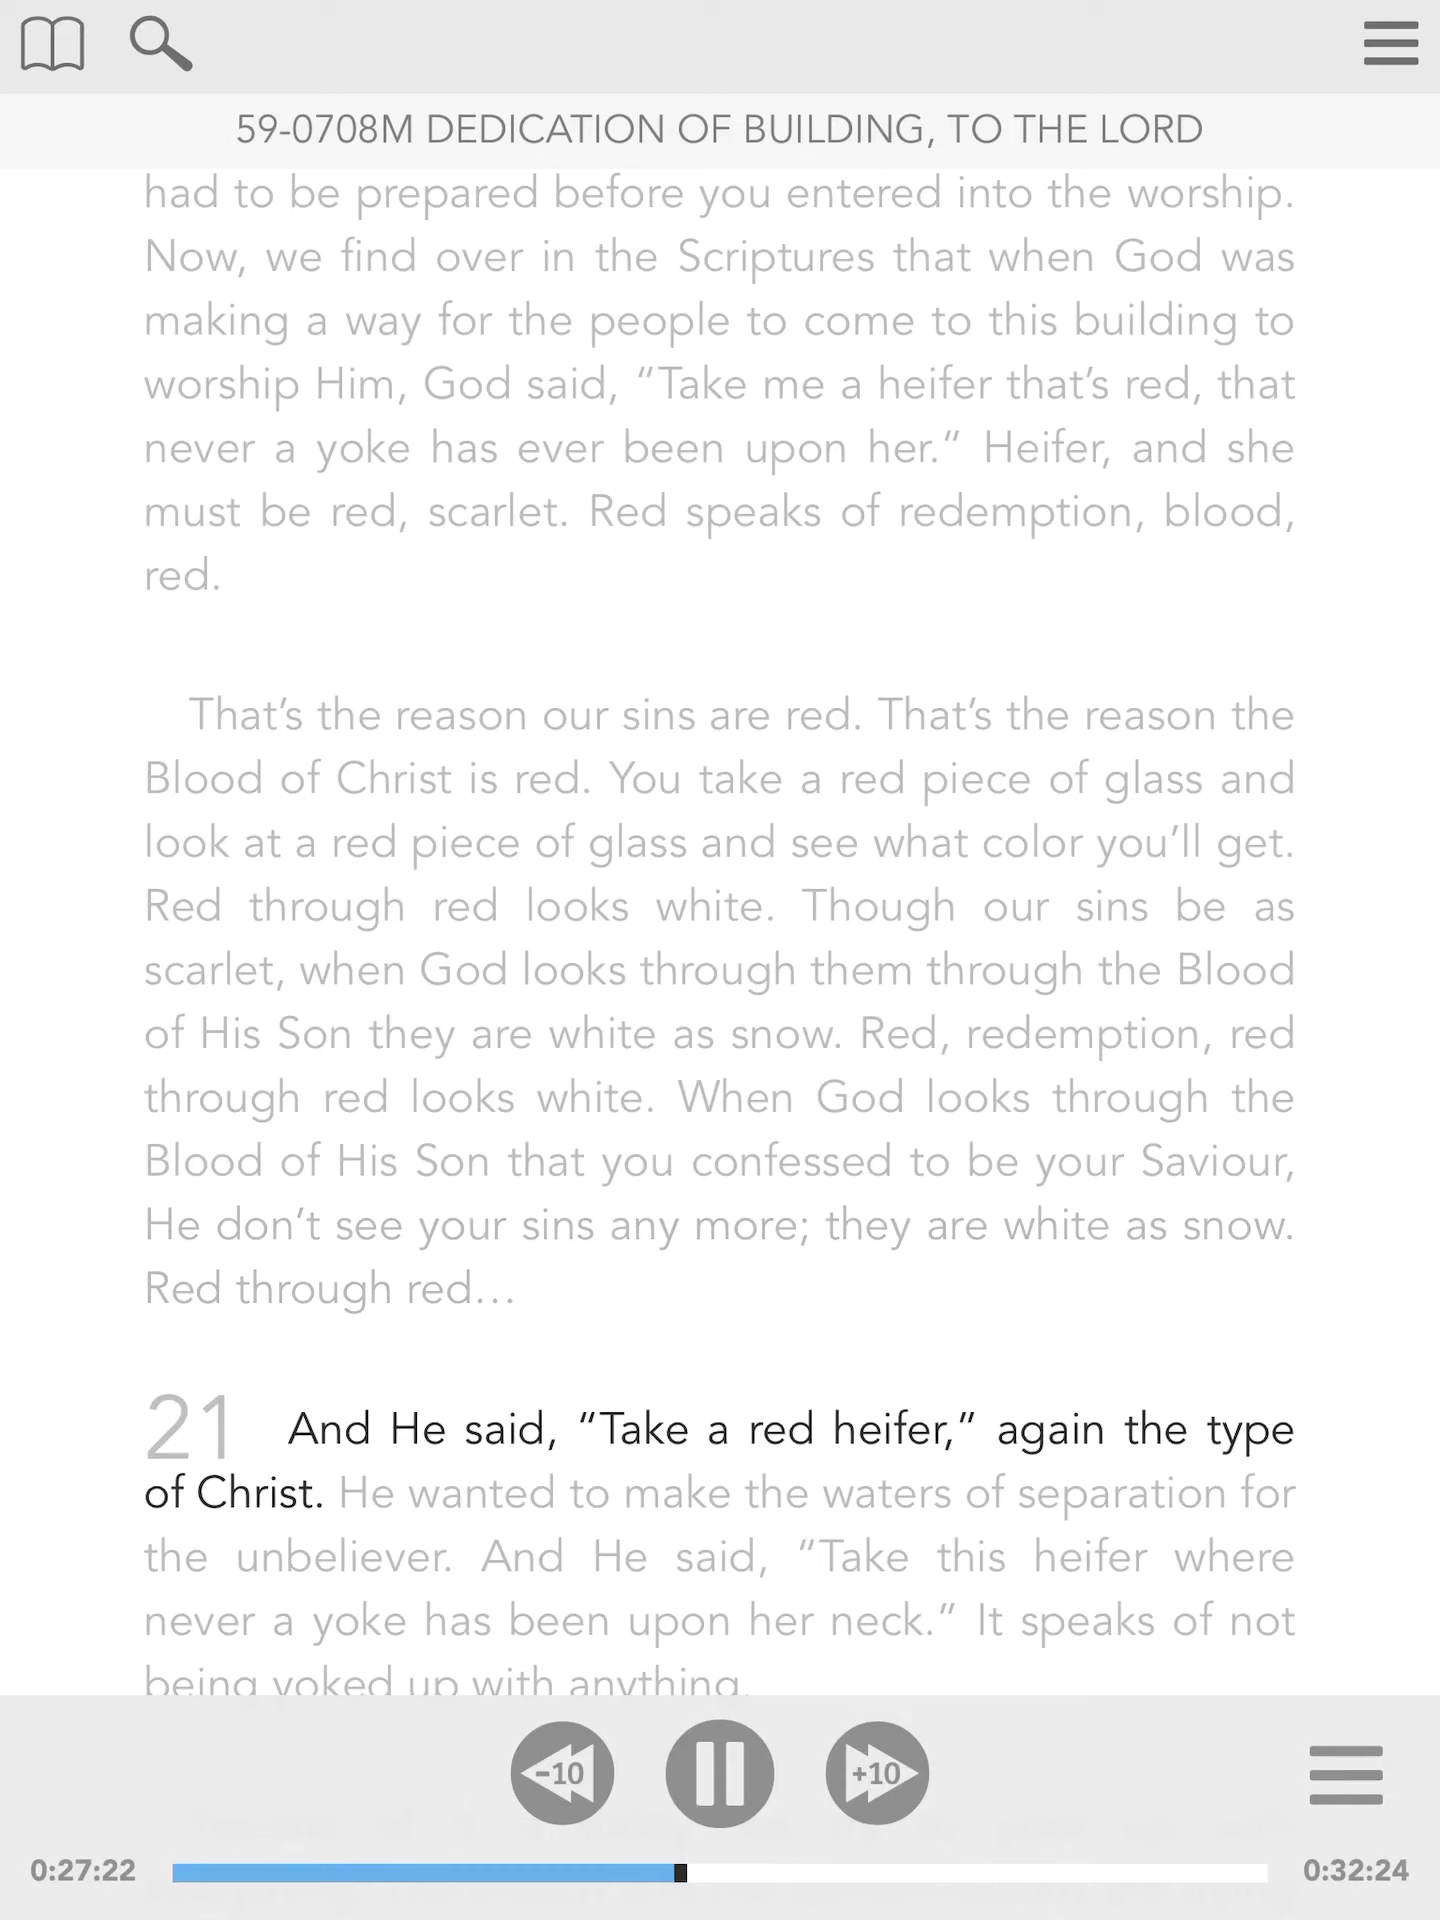 59-0708M DEDICATION OF BUILDING, TO THE LORD
had to be prepared before you entered into the worship.
Now, we find over in the Scriptures that when God was
making a way for the people to come to this building to
worship Him, God said, “Take me a heifer that’s red, that
never a yoke has ever been upon her.” Heifer, and she
must be red, scarlet. Red speaks of redemption, blood,
red.
That’s the reason our sins are red. That’s the reason the
Blood of Christ is red. You take a red piece of glass and
look at a red piece of glass and see what color you’ll get.
Red through red looks white. Though our sins be as
scarlet, when God looks through them through the Blood
of His Son they are white as snow. Red, redemption, red
through red looks white. When God looks through the
Blood of His Son that you confessed to be your Saviour,
He don’t see your sins any more; they are white as snow.
Red through red…
21 And He said, “Take a red heifer,” again the type
of Christ. He wanted to make the waters of separation for
the unbeliever. And He said, “Take this heifer where
never a yoke has been upon her neck.” It speaks of not
being yoked up with anything.
-10 +10
0:27:22 0:32:24